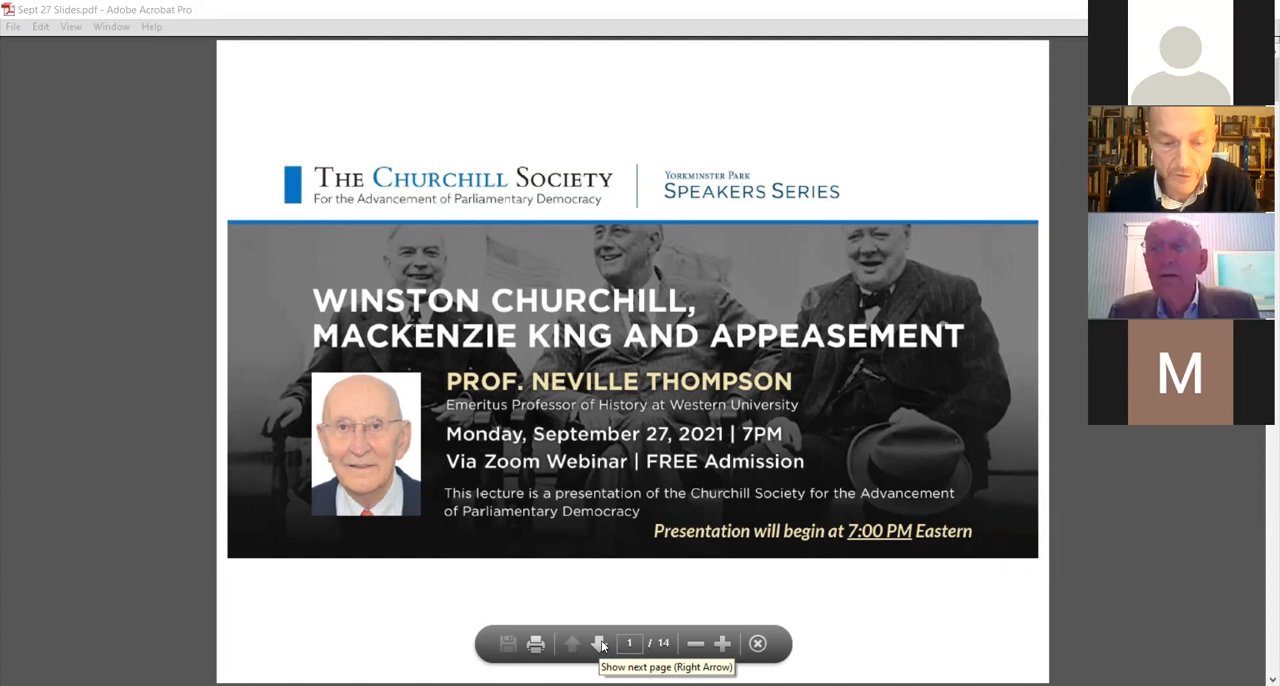 Sept 27 Slides.pdf - Adobe Acrobat Pro
File Edit View Window Help
THE CHURCHILL SOCIETY
For the Advancement of Parliamentary Democracy
YORKMINSTER PARK
SPEAKERS SERIES
WINSTON CHURCHILL,
MACKENZIE KING AND APPEASEMENT
PROF. NEVILLE THOMPSON
Emeritus Professor of History at Western University
Monday, September 27, 2021 | 7PM
Via Zoom Webinar | FREE Admission
This lecture is a presentation of the Churchill Society for the Advancement
of Parliamentary Democracy
Presentation will begin at 7:00 PM Eastern
M
1 / 14
Show next page (Right Arrow)